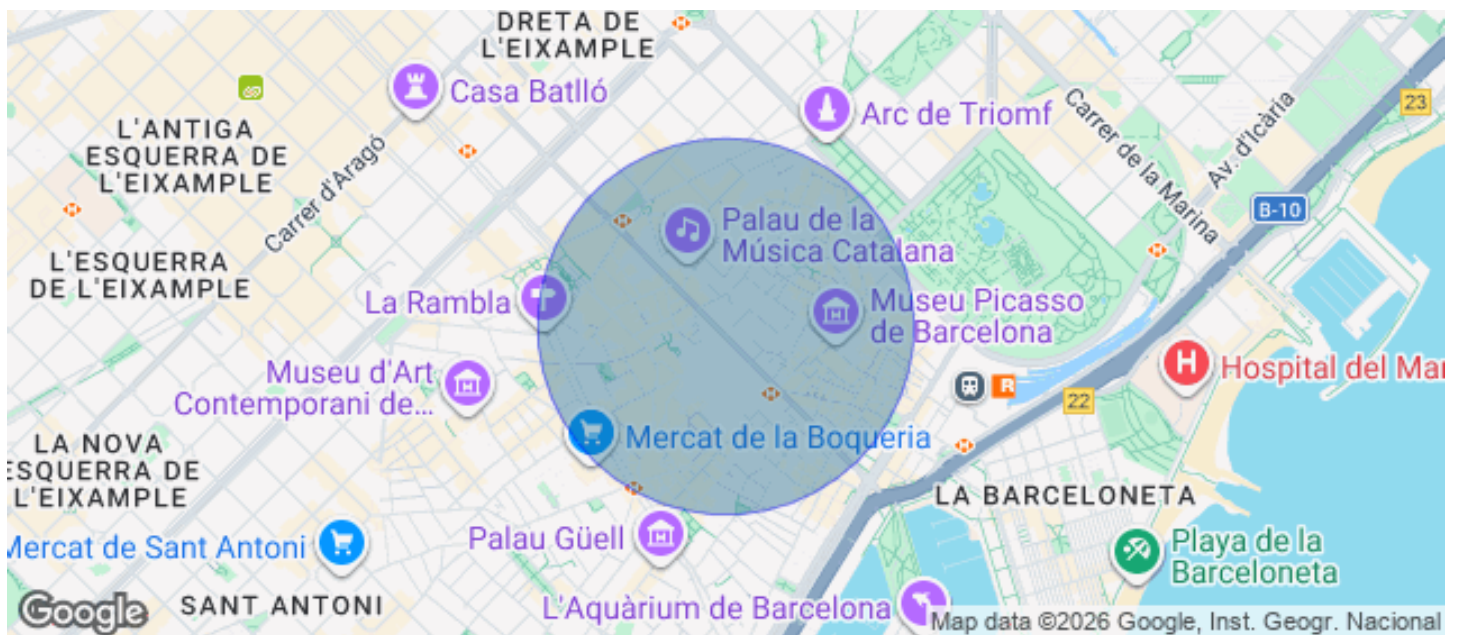 DRETA DE
L'EIXAMPLE
Casa Batlló
Arc de Triomf
Carrer de la Marina
Av. d'Icària
23
L'ANTIGA
ESQUERRA DE
L'EIXAMPLE
Carrer d'Aragó
B-10
Palau de la
Música Catalana
L'ESQUERRA
DE L'EIXAMPLE
La Rambla
Museu Picasso
de Barcelona
Museu d'Art
Contemporani de...
H
Hospital del Mar
R
22
Mercat de la Boqueria
LA NOVA
ESQUERRA DE
L'EIXAMPLE
LA BARCELONETA
Palau Güell
Mercat de Sant Antoni
Playa de la
Barceloneta
Google
SANT ANTONI
L'Aquàrium de Barcelona
Map data ©2026 Google, Inst. Geogr. Nacional